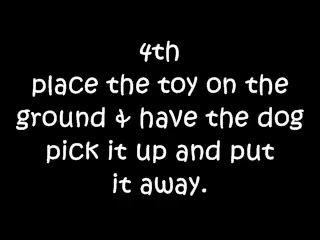 4th
place the toy on the
ground & have the dog
pick it up and put
it away.